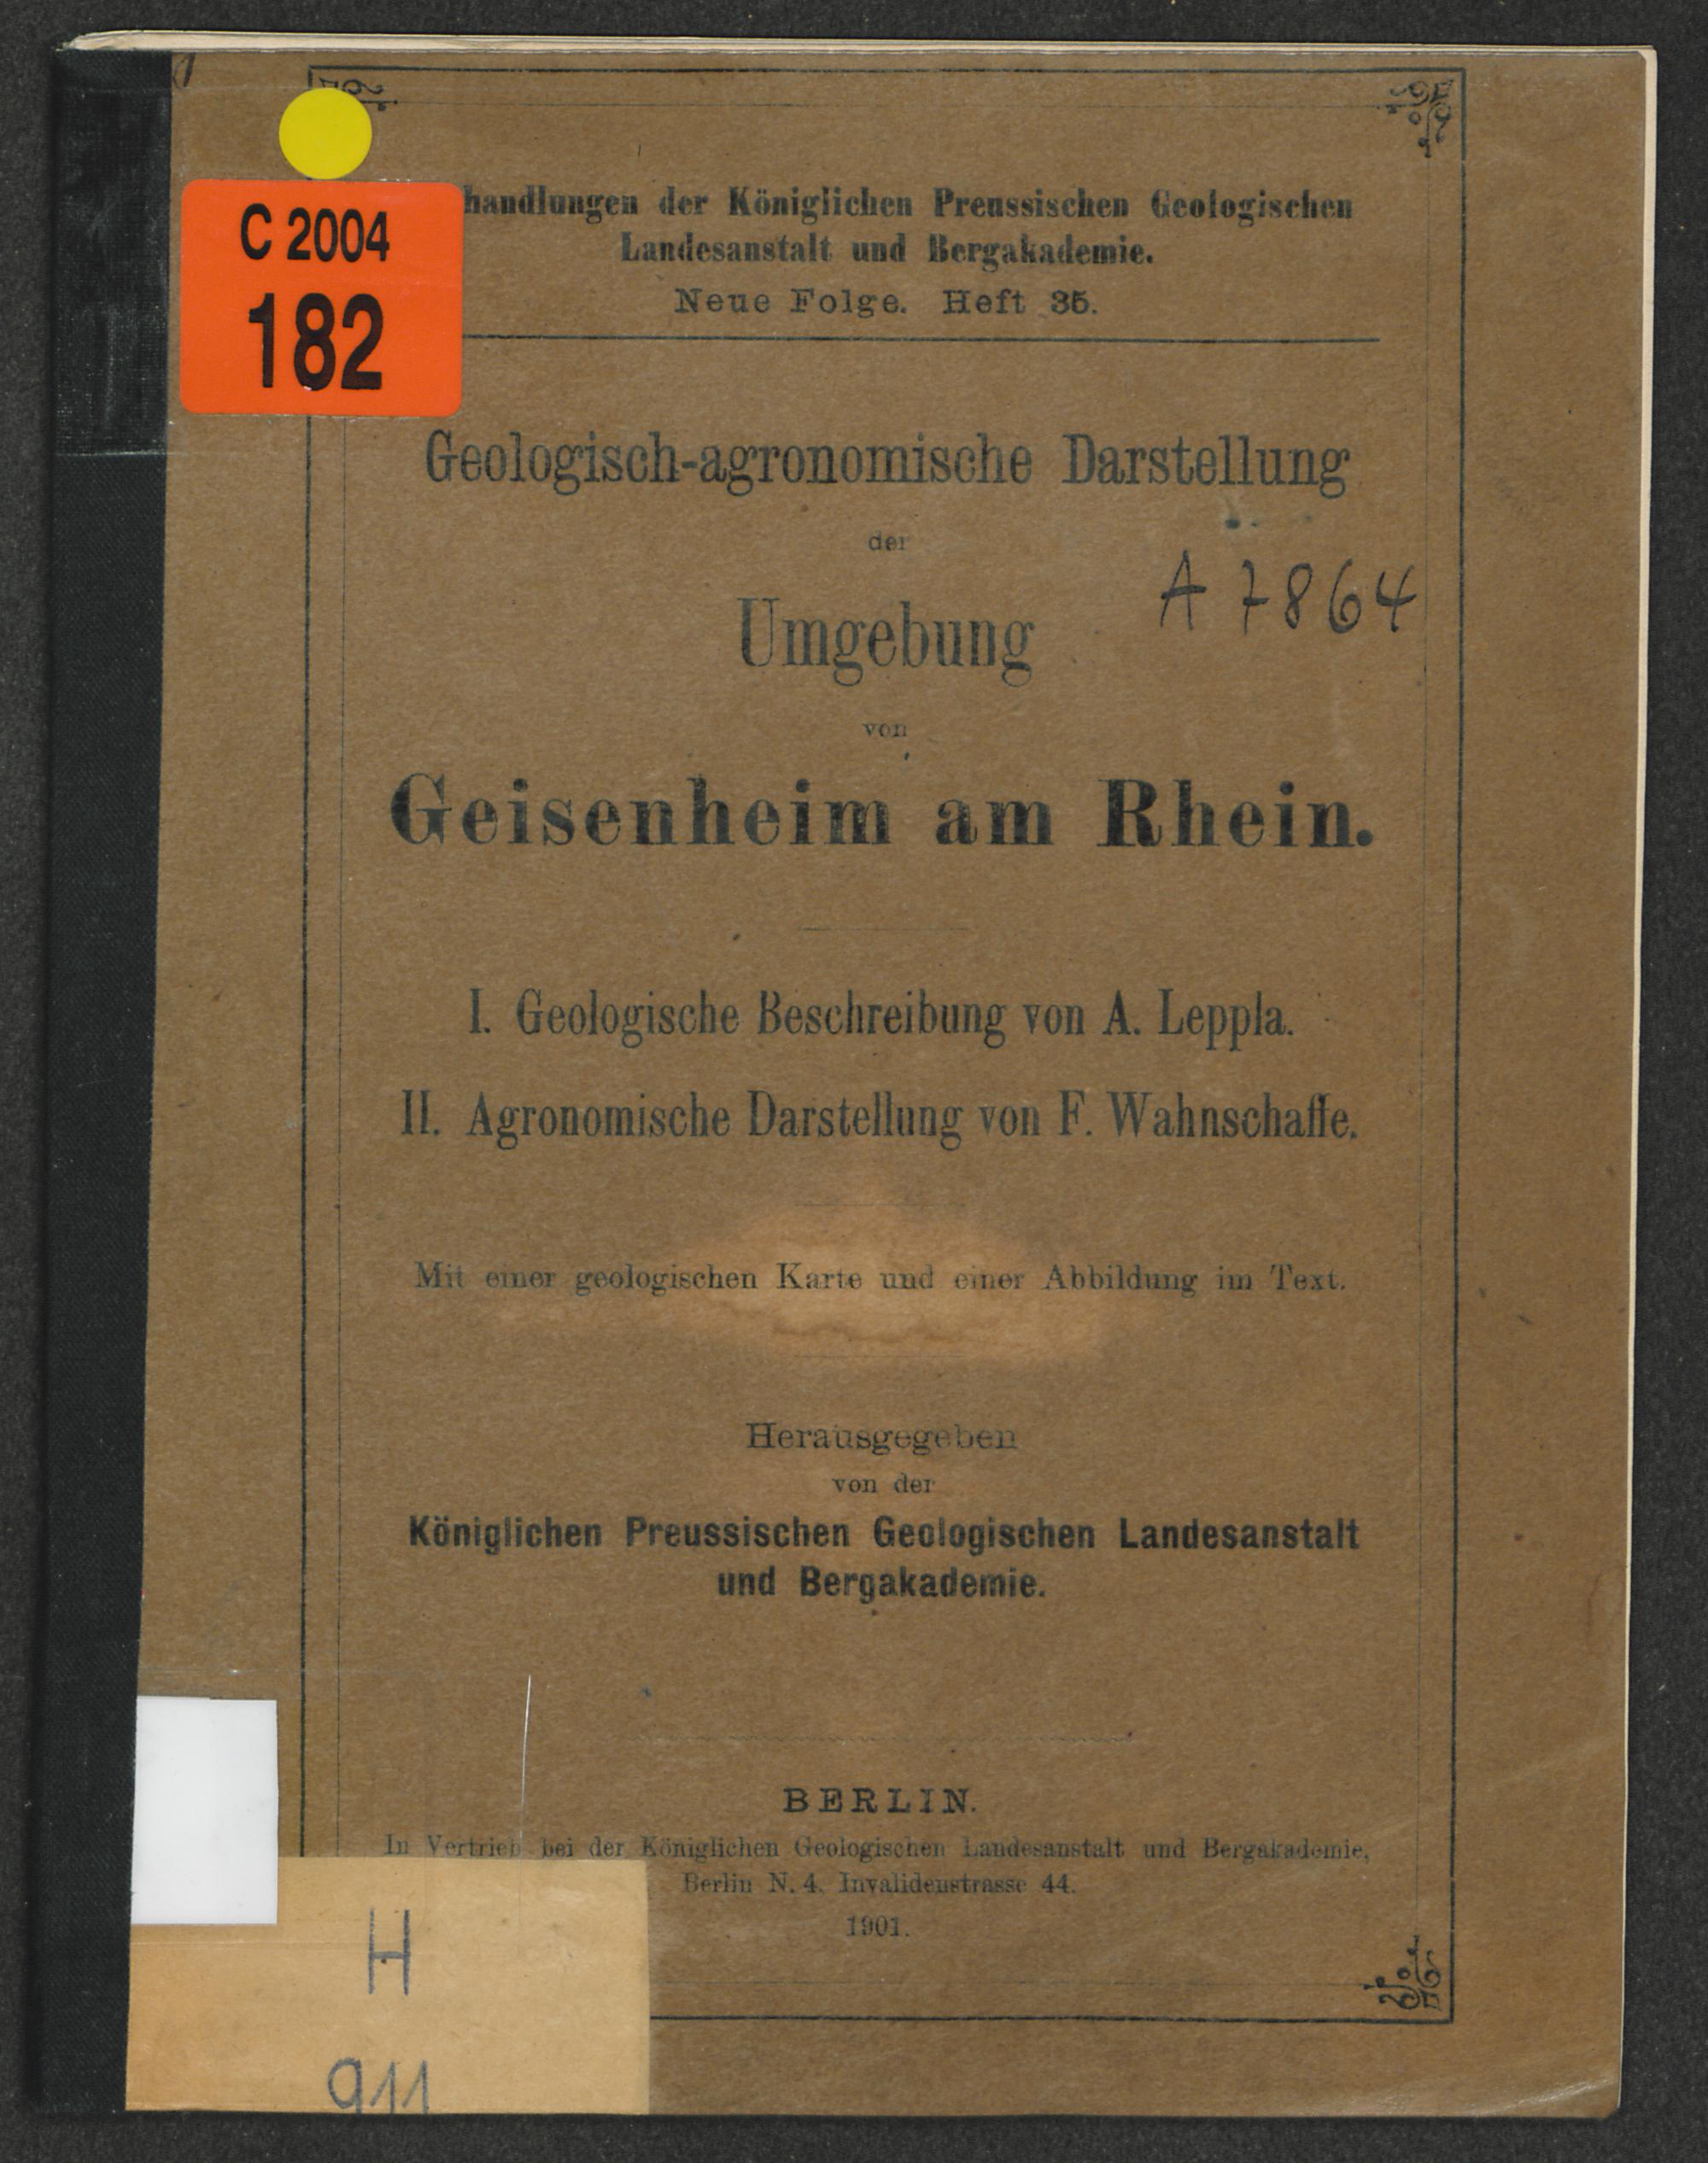 C 2004
182
handlungen der Königlichen Preussischen Geologischen
Landesanstalt und Bergakademie.
Neue Folge. Heft 35.
Geologisch-agronomische Darstellung
der
A 7864
Umgebung
von
Geisenheim am Rhein.
I. Geologische Beschreibung von A. Leppla.
II. Agronomische Darstellung von F. Wahnschaffe.
Mit einer geologischen Karte und einer Abbildung im Text.
Herausgegeben
von der
Königlichen Preussischen Geologischen Landesanstalt
und Bergakademie.
BERLIN.
In Vertrieb bei der Königlichen Geologischen Landesanstalt und Bergakademie,
Berlin N. 4. Invalidenstrasse 44.
1901.
H
911